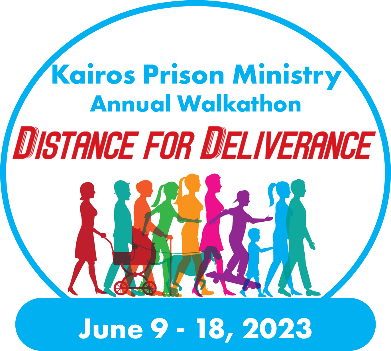 Kairos Prison Ministry
Annual Walkathon
DISTANCE FOR DELIVERANCE
June 9 - 18, 2023